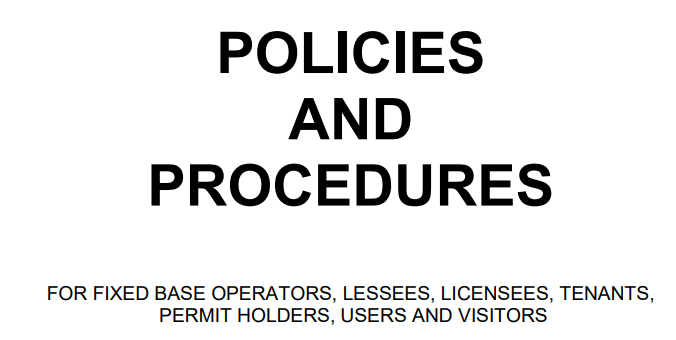 POLICIES
AND
PROCEDURES
FOR FIXED BASE OPERATORS, LESSEES, LICENSEES, TENANTS,
PERMIT HOLDERS, USERS AND VISITORS